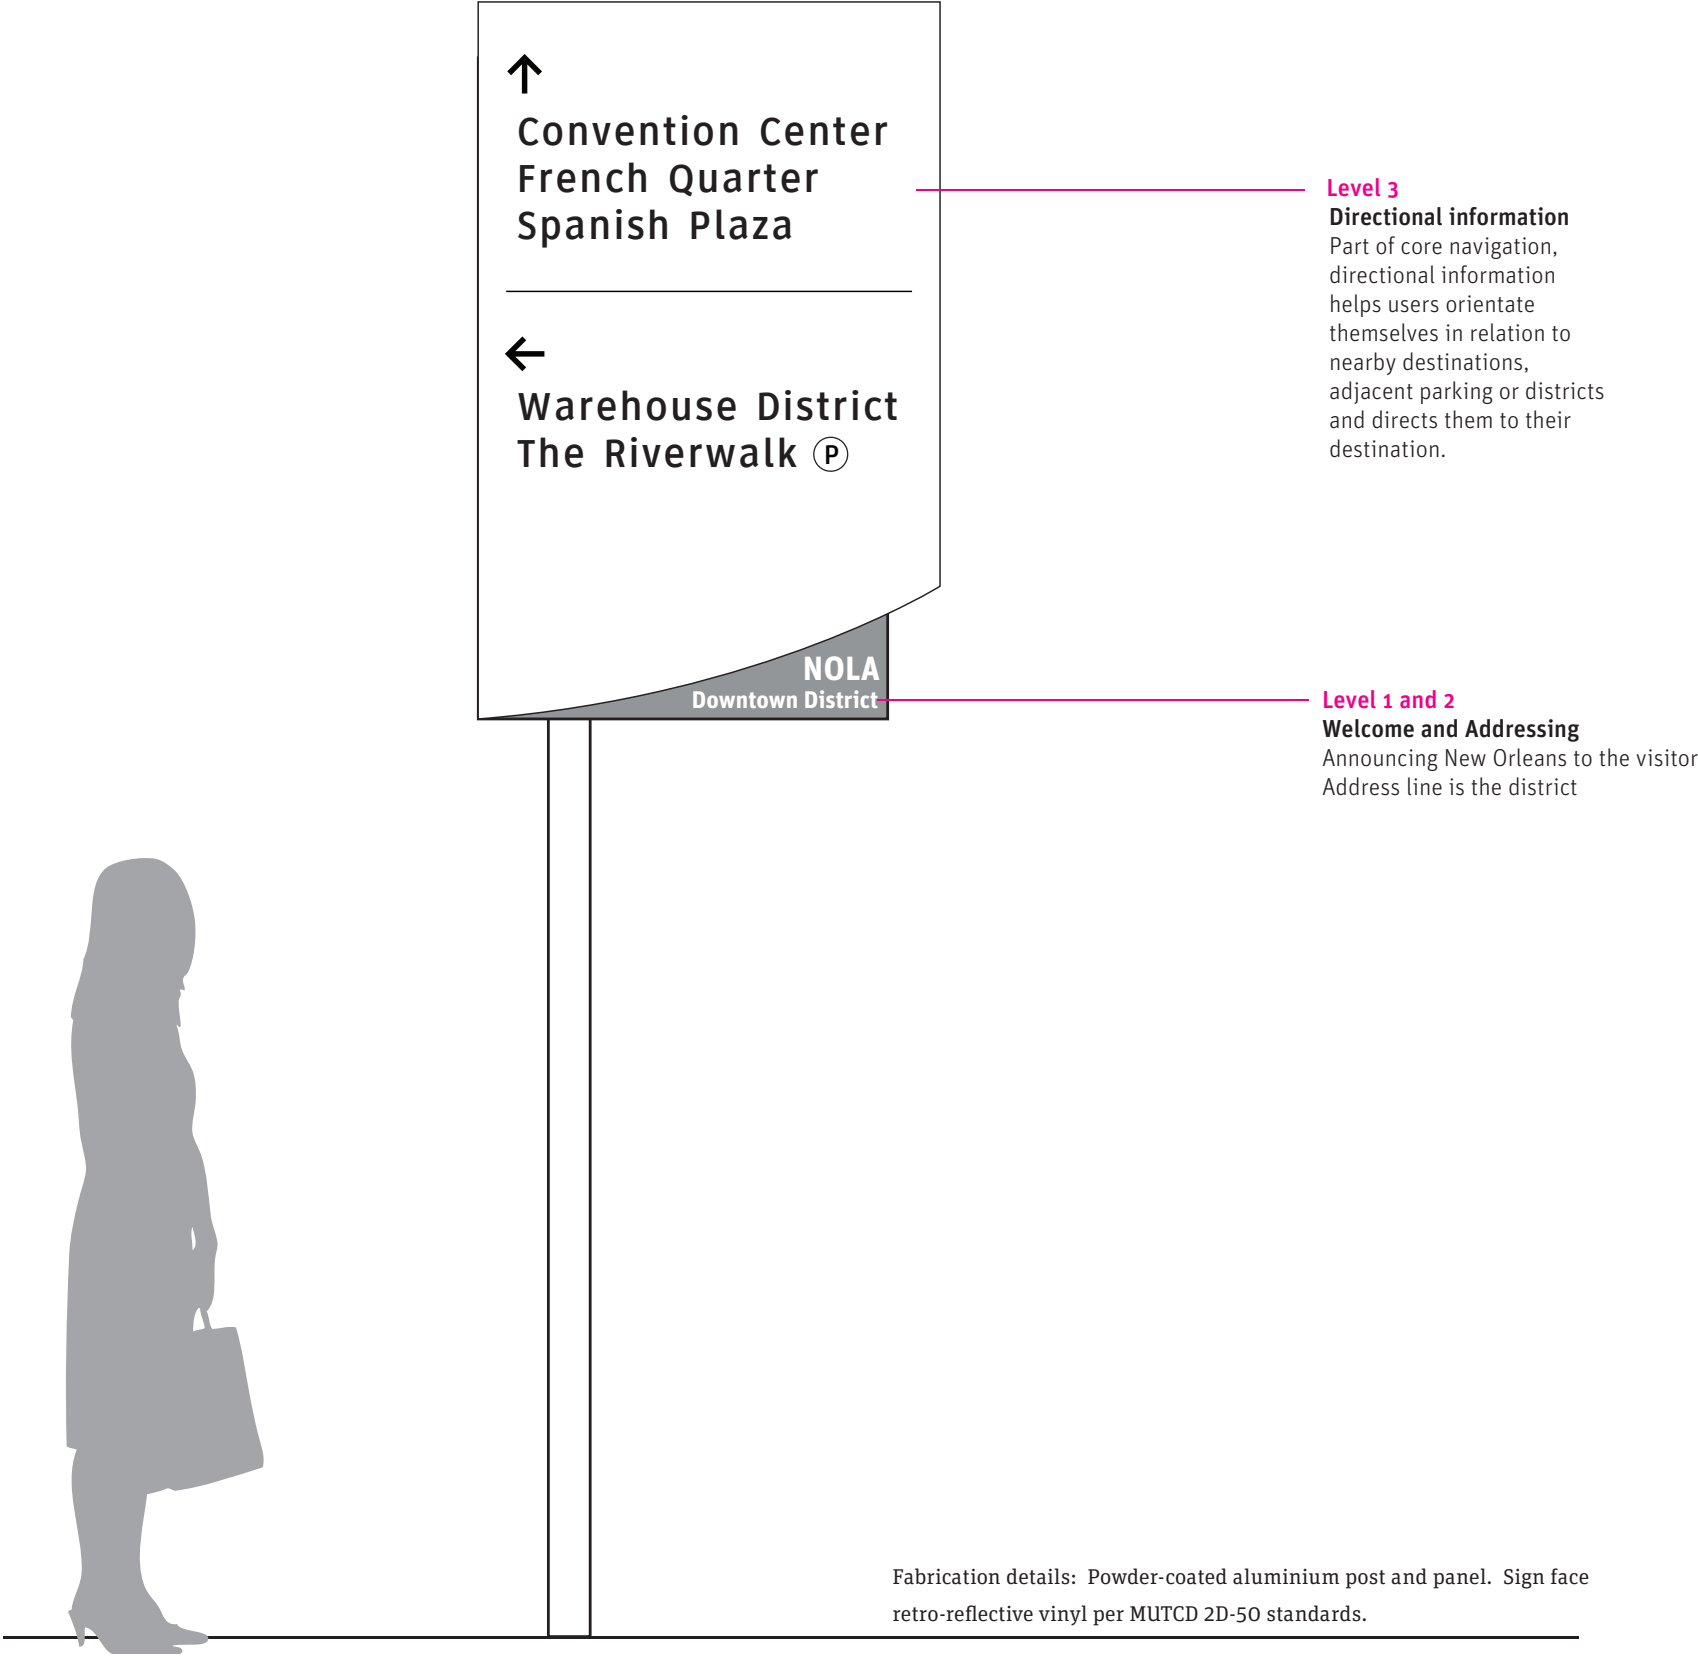 Convention Center
French Quarter
Spanish Plaza
Warehouse District
The Riverwalk P
NOLA
Downtown District
Level 3
Directional information
Part of core navigation,
directional information
helps users orientate
themselves in relation to
nearby destinations,
adjacent parking or districts
and directs them to their
destination.
Level 1 and 2
Welcome and Addressing
Announcing New Orleans to the visitor
Address line is the district
Fabrication details:  Powder-coated aluminium post and panel.  Sign face
retro-reflective vinyl per MUTCD 2D-50 standards.